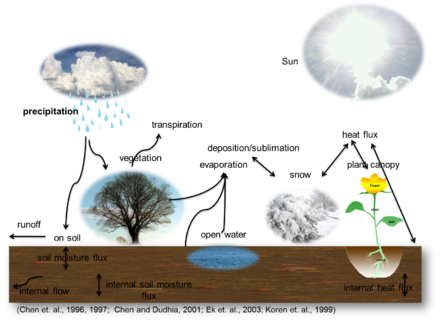 Sun
precipitation
transpiration
heat flux
deposition/sublimation
vegetation
evaporation
plant canopy
snow
Flower
runoff
on soil
open water
soil moisture flux
internal flow
internal soil moisture
flux
internal heat flux
(Chen et. al., 1996, 1997; Chen and Dudhia, 2001; Ek et. al., 2003; Koren et. al., 1999)